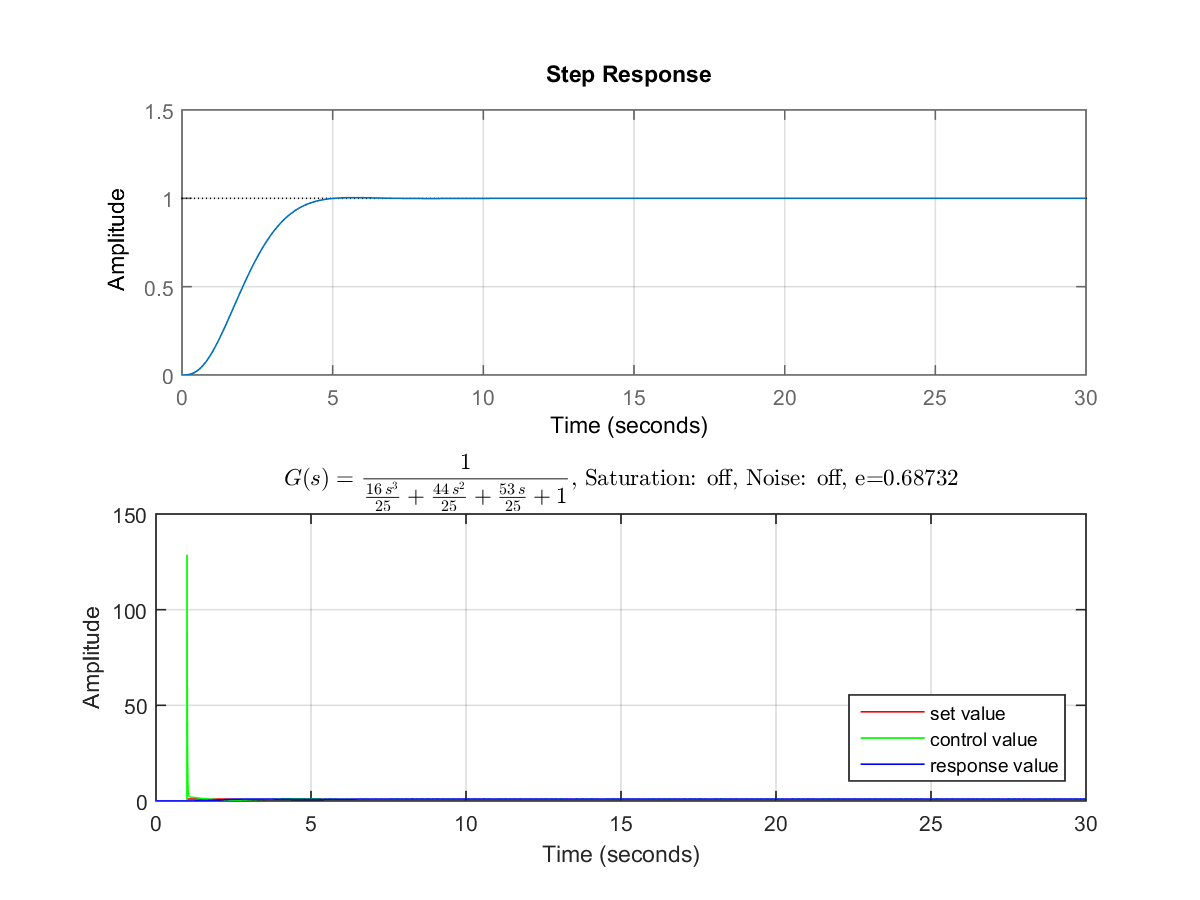 Step Response
1.5
1
0.5
0
Amplitude
0 5 10 15 20 25 30
Time (seconds)
G(s) = 1/(16 s³/25 + 44 s²/25 + 53 s/25 + 1), Saturation: off, Noise: off, e=0.68732
150
100
50
0
Amplitude
set value
control value
response value
0 5 10 15 20 25 30
Time (seconds)